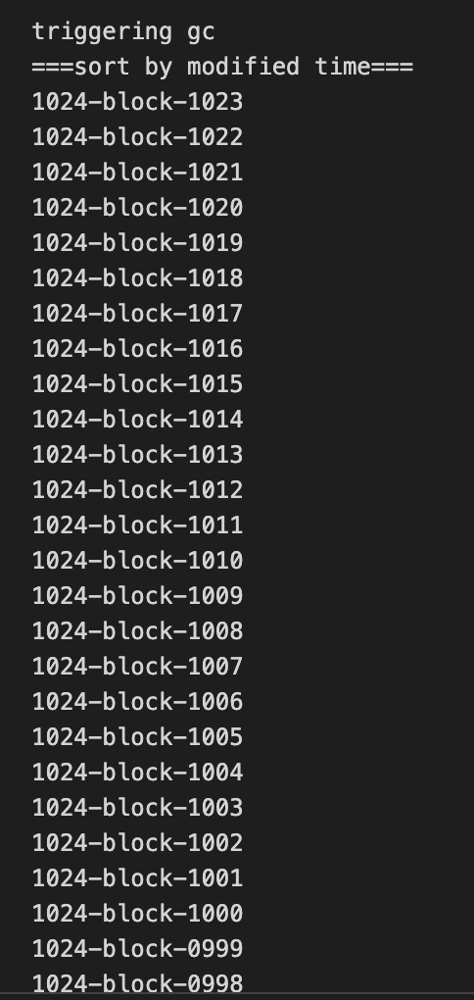 triggering gc
===sort by modified time===
1024-block-1023
1024-block-1022
1024-block-1021
1024-block-1020
1024-block-1019
1024-block-1018
1024-block-1017
1024-block-1016
1024-block-1015
1024-block-1014
1024-block-1013
1024-block-1012
1024-block-1011
1024-block-1010
1024-block-1009
1024-block-1008
1024-block-1007
1024-block-1006
1024-block-1005
1024-block-1004
1024-block-1003
1024-block-1002
1024-block-1001
1024-block-1000
1024-block-0999
1024-block-0998